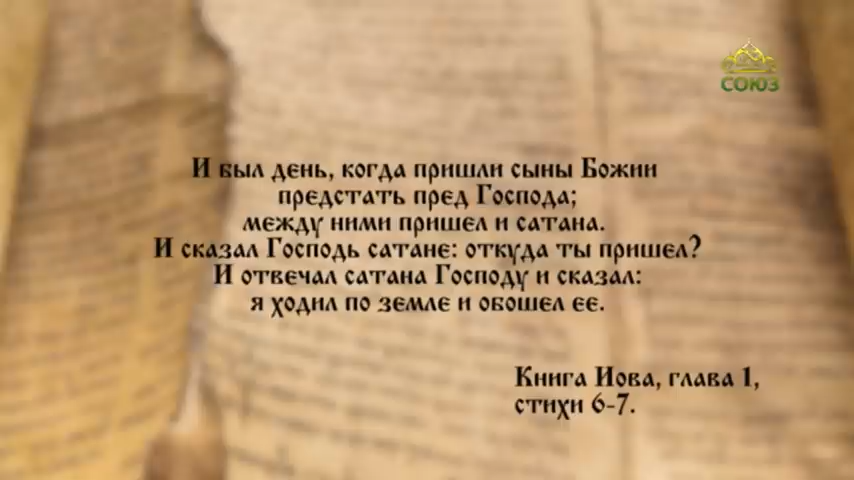 СОЮЗ
И был день, когда пришли сыны Божии
предстать пред Господа;
между ними пришел и сатана.
И сказал Господь сатане: откуда ты пришел?
И отвечал сатана Господу и сказал:
я ходил по земле и обошел ее.
Книга Иова, глава 1,
стихи 6-7.